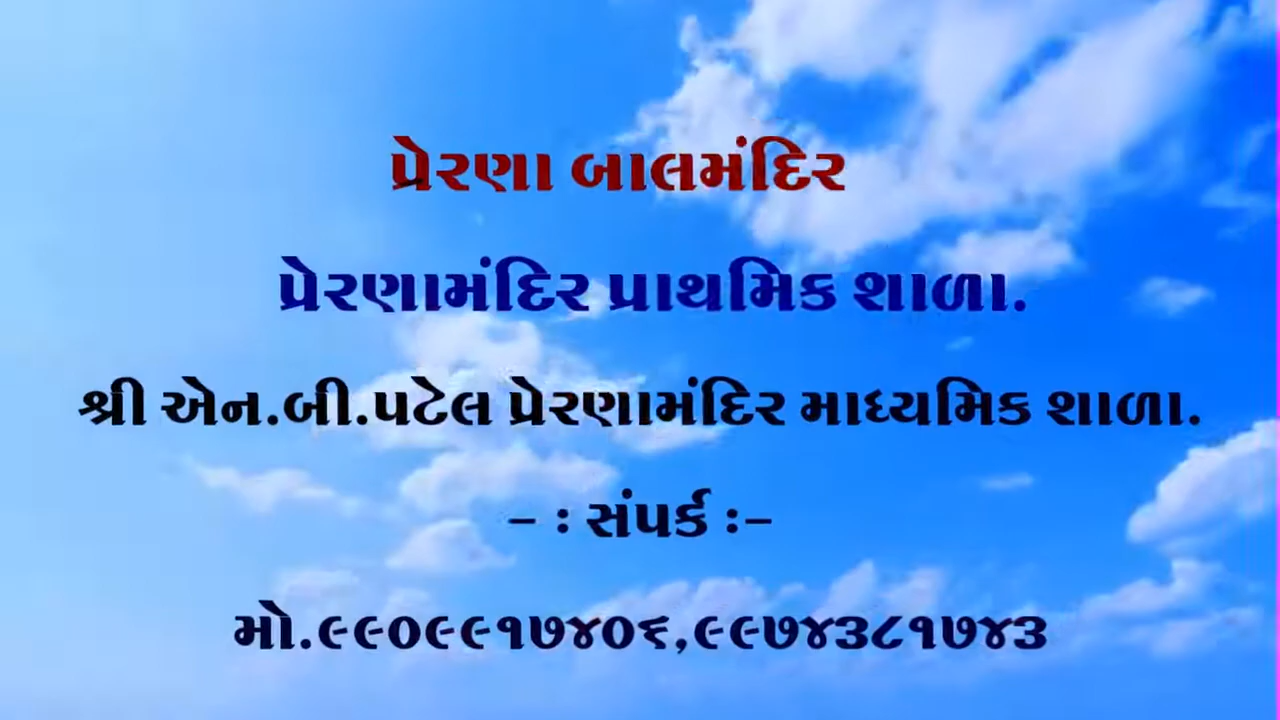 પ્રેરણા બાલમંદિર
પ્રેરણામંદિર પ્રાથમિક શાળા.
શ્રી એન.બી.પટેલ પ્રેરણામંદિર માધ્યમિક શાળા.
– : સંપર્ક :–
મો.૯૯૦૯૯૧૭૪૦૬,૯૯૭૪૩૮૧૭૪૩